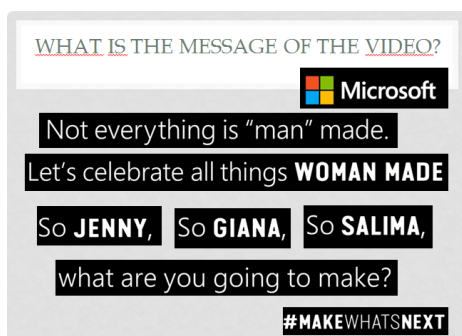 WHAT IS THE MESSAGE OF THE VIDEO?
Microsoft
Not everything is “man” made.
Let’s celebrate all things WOMAN MADE
So JENNY, So GIANA, So SALIMA,
what are you going to make?
#MAKEWHATSNEXT